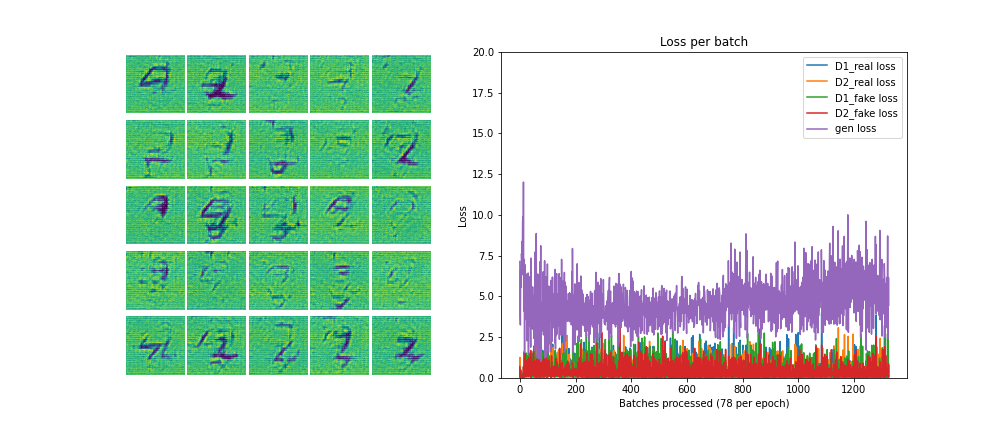 Loss per batch
20.0
17.5
15.0
12.5
10.0
7.5
5.0
2.5
0.0
Loss
D1_real loss
D2_real loss
D1_fake loss
D2_fake loss
gen loss
0 200 400 600 800 1000 1200
Batches processed (78 per epoch)